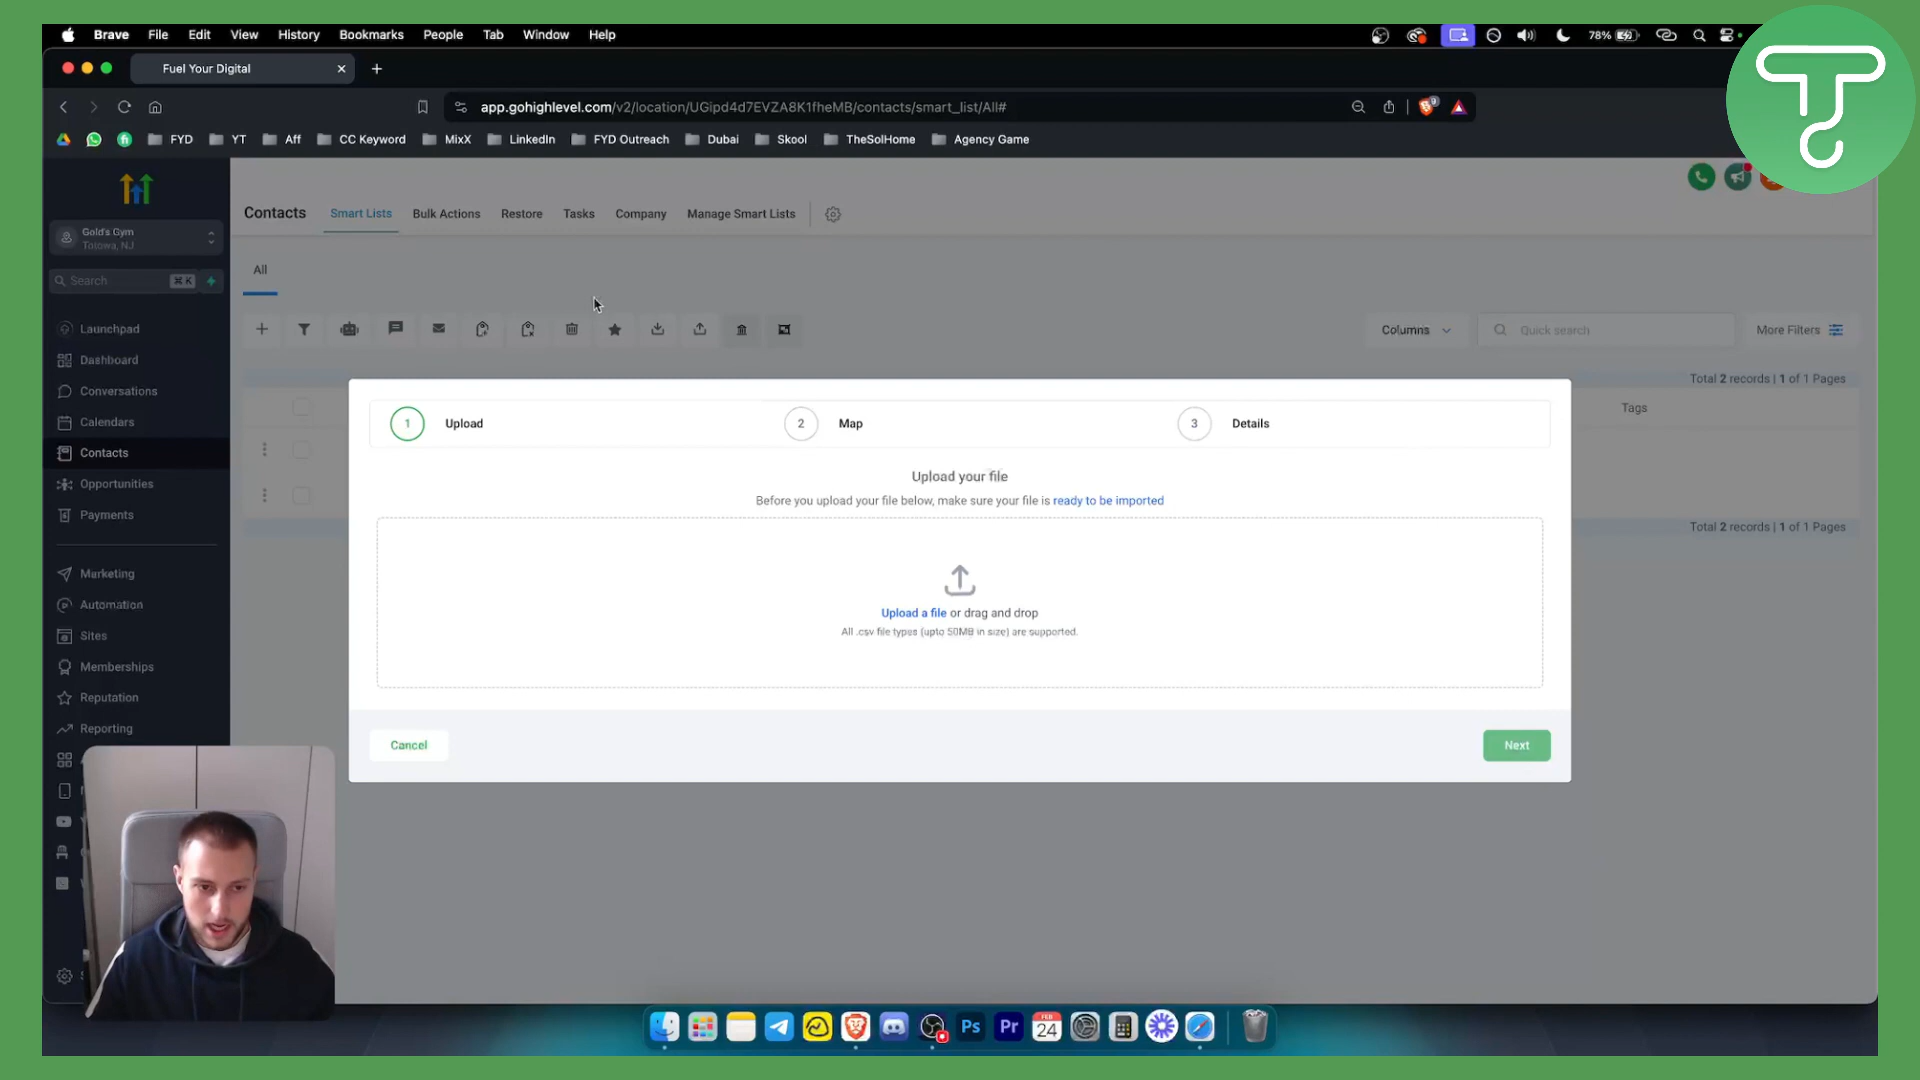 Brave File Edit View History Bookmarks People Tab Window Help 78%
Fuel Your Digital
app.gohighlevel.com/v2/location/UGipd4d7EVZA8K1fheMB/contacts/smart_list/All#
FYD YT Aff CC Keyword MixX LinkedIn FYD Outreach Dubai Skool TheSolHome Agency Game
Contacts Smart Lists Bulk Actions Restore Tasks Company Manage Smart Lists
Gold's Gym
Totowa, NJ
Search ⌘K
All
Launchpad
Dashboard
Conversations
Calendars
Contacts
Opportunities
Payments
Marketing
Automation
Sites
Memberships
Reputation
Reporting
Columns Quick search More Filters
Total 2 records | 1 of 1 Pages
Tags
1 Upload 2 Map 3 Details
Upload your file
Before you upload your file below, make sure your file is ready to be imported
Upload a file or drag and drop
All .csv file types (upto 50MB in size) are supported.
Total 2 records | 1 of 1 Pages
Cancel Next
Ps Pr FEB 24